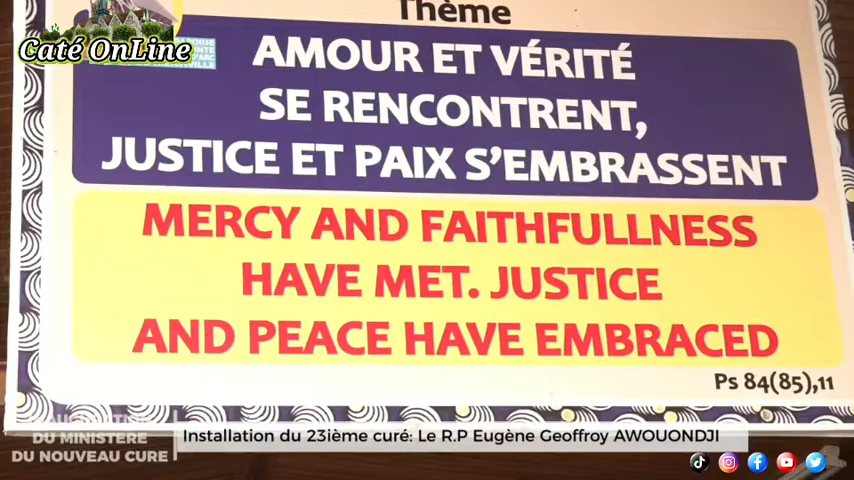 Thème
Caté OnLine
AMOUR ET VÉRITÉ
SE RENCONTRENT,
JUSTICE ET PAIX S'EMBRASSENT
MERCY AND FAITHFULLNESS
HAVE MET. JUSTICE
AND PEACE HAVE EMBRACED
Ps 84(85),11
DU MINISTÈRE
DU NOUVEAU CURE
Installation du 23ième curé: Le R.P Eugène Geoffroy AWOUONDJI